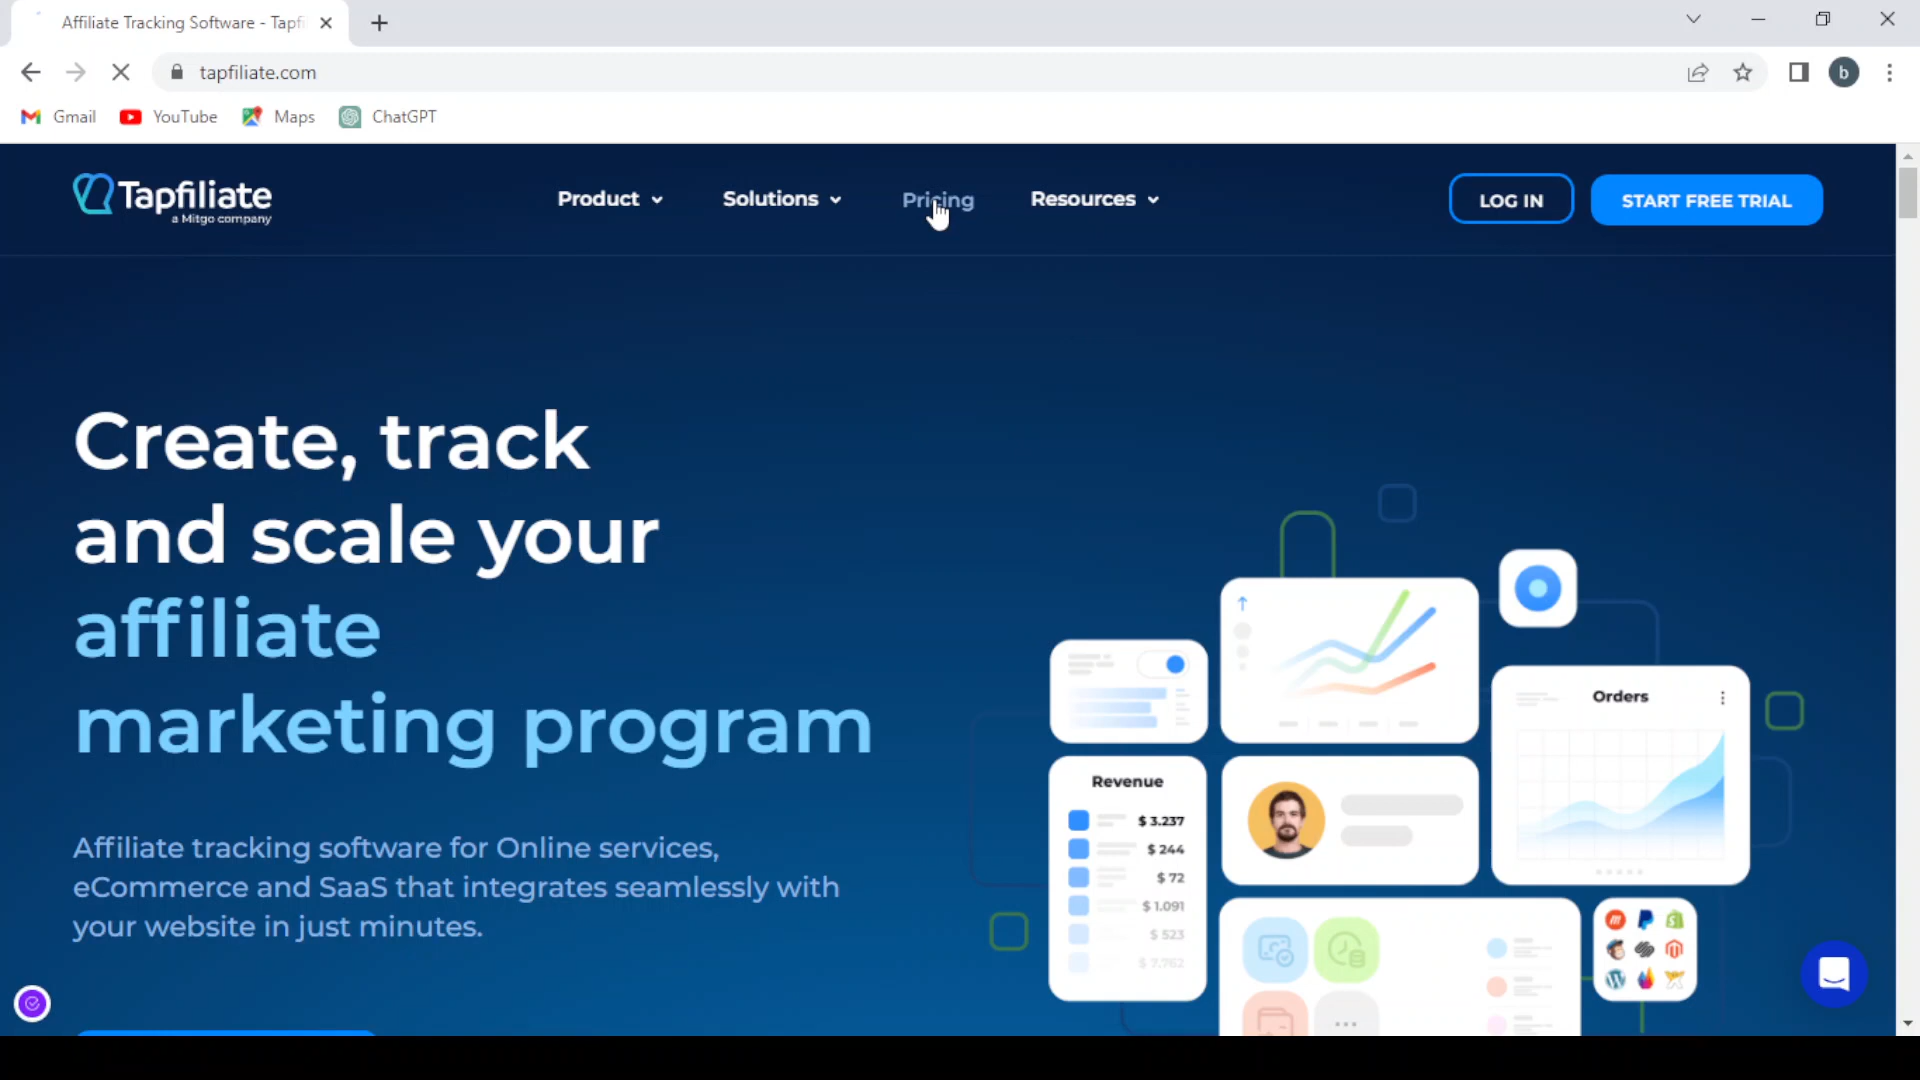 Affiliate Tracking Software - Tapfi
tapfiliate.com
b
Gmail
YouTube
Maps
ChatGPT
Tapfiliate
a Mitgo company
Product
Solutions
Pricing
Resources
LOG IN
START FREE TRIAL
Create, track
and scale your
affiliate
marketing program
Affiliate tracking software for Online services,
eCommerce and SaaS that integrates seamlessly with
your website in just minutes.
Orders
Revenue
$ 3.237
$ 244
$ 72
$ 1.091
$ 523
$ 7.762